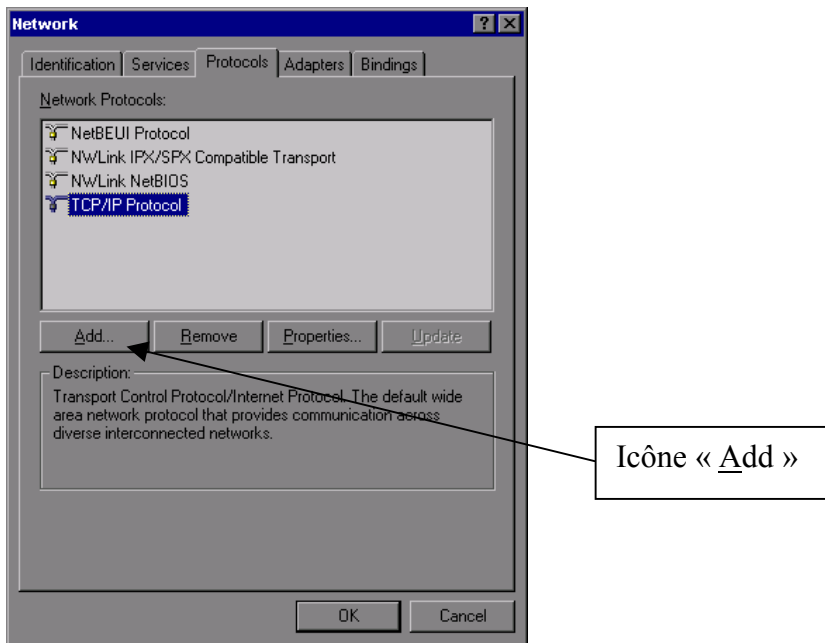 Network
Identification Services Protocols Adapters Bindings
Network Protocols:
NetBEUI Protocol
NWLink IPX/SPX Compatible Transport
NWLink NetBIOS
TCP/IP Protocol
Add... Remove Properties... Update
Description:
Transport Control Protocol/Internet Protocol. The default wide
area network protocol that provides communication across
diverse interconnected networks.
Icône « Add »
OK Cancel